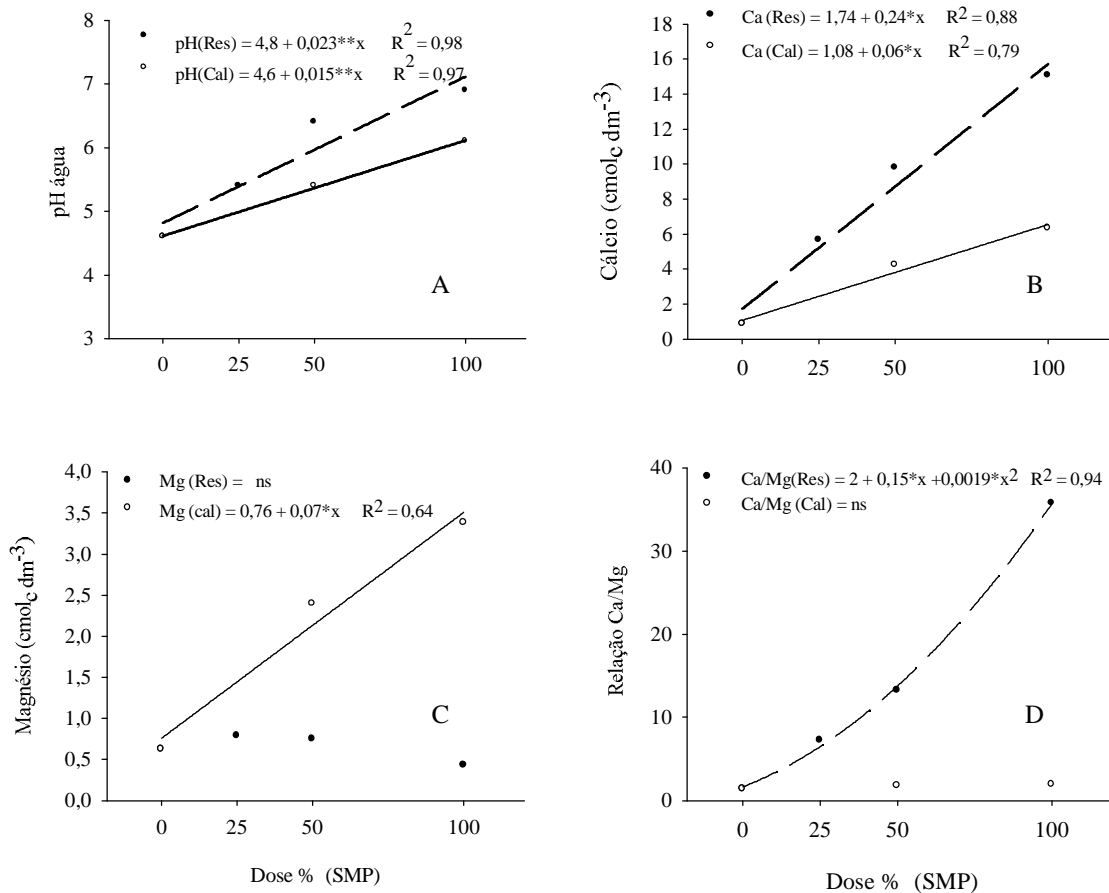 pH(Res) = 4,8 + 0,023**x R² = 0,98
pH(Cal) = 4,6 + 0,015**x R² = 0,97
8
7
6
5
4
3
pH água
A
0 25 50 100
Ca (Res) = 1,74 + 0,24*x R² = 0,88
Ca (Cal) = 1,08 + 0,06*x R² = 0,79
18
16
14
12
10
8
6
4
2
0
Cálcio (cmolc dm⁻³)
B
0 25 50 100
Mg (Res) = ns
Mg (cal) = 0,76 + 0,07*x R² = 0,64
4,0
3,5
3,0
2,5
2,0
1,5
1,0
0,5
0,0
Magnésio (cmolc dm⁻³)
C
0 25 50 100
Dose % (SMP)
Ca/Mg(Res) = 2 + 0,15*x +0,0019*x² R² = 0,94
Ca/Mg (Cal) = ns
40
30
20
10
0
Relação Ca/Mg
D
0 25 50 100
Dose % (SMP)